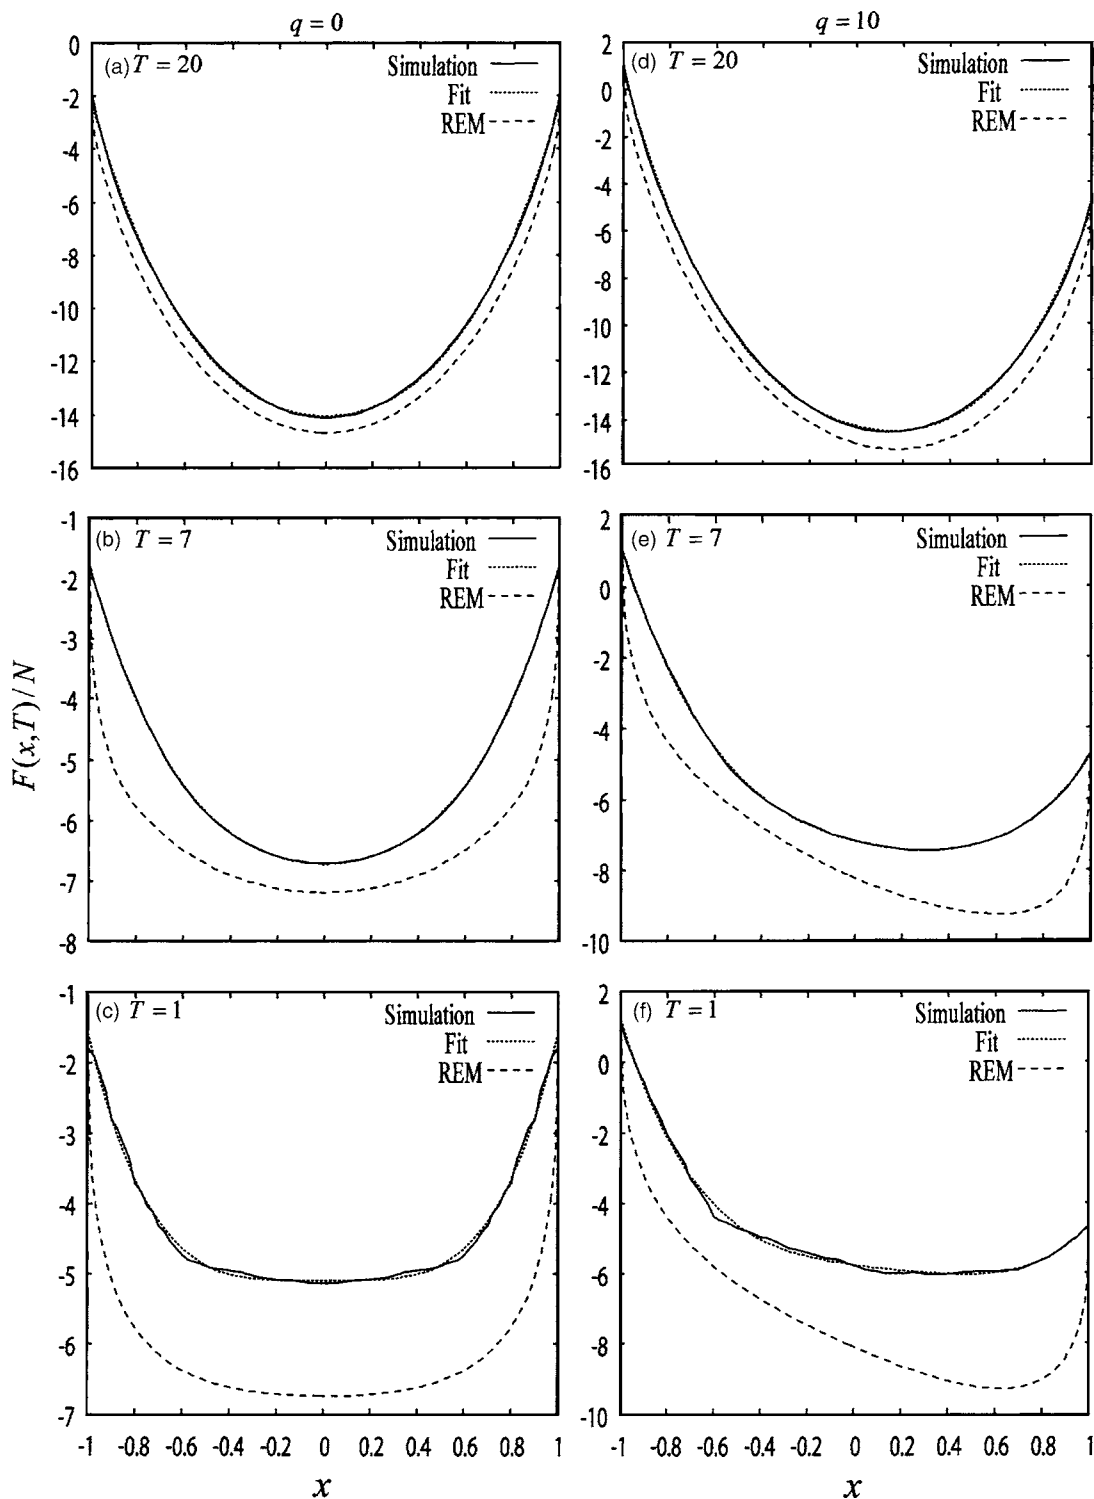 q = 0
q = 10
(a) T = 20
Simulation
Fit
REM
0
-2
-4
-6
-8
-10
-12
-14
-16
(d) T = 20
Simulation
Fit
REM
2
0
-2
-4
-6
-8
-10
-12
-14
-16
(b) T = 7
Simulation
Fit
REM
-1
-2
-3
-4
-5
-6
-7
-8
(e) T = 7
Simulation
Fit
REM
2
0
-2
-4
-6
-8
-10
F(x,T)/N
(c) T = 1
Simulation
Fit
REM
-1
-2
-3
-4
-5
-6
-7
-1 -0.8 -0.6 -0.4 -0.2 0 0.2 0.4 0.6 0.8 1
x
(f) T = 1
Simulation
Fit
REM
2
0
-2
-4
-6
-8
-10
-1 -0.8 -0.6 -0.4 -0.2 0 0.2 0.4 0.6 0.8 1
x